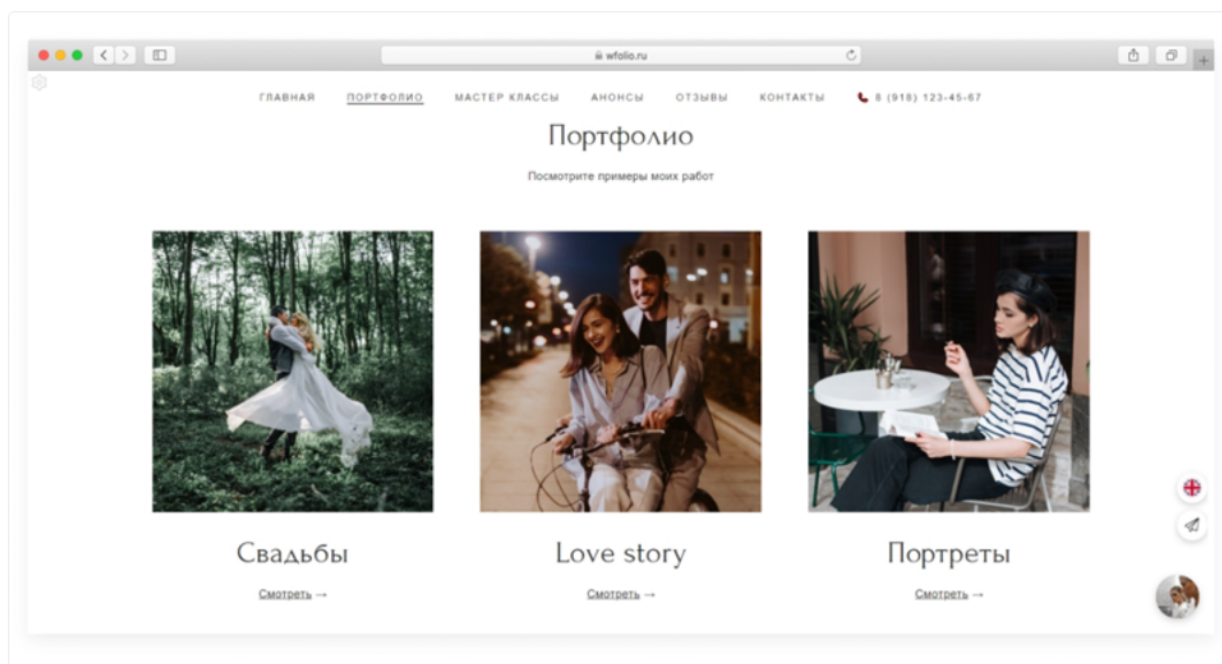 wfolio.ru
ГЛАВНАЯ ПОРТФОЛИО МАСТЕР КЛАССЫ АНОНСЫ ОТЗЫВЫ КОНТАКТЫ 8 (918) 123-45-67
Портфолио
Посмотрите примеры моих работ
Свадьбы Love story Портреты
Смотреть → Смотреть → Смотреть →